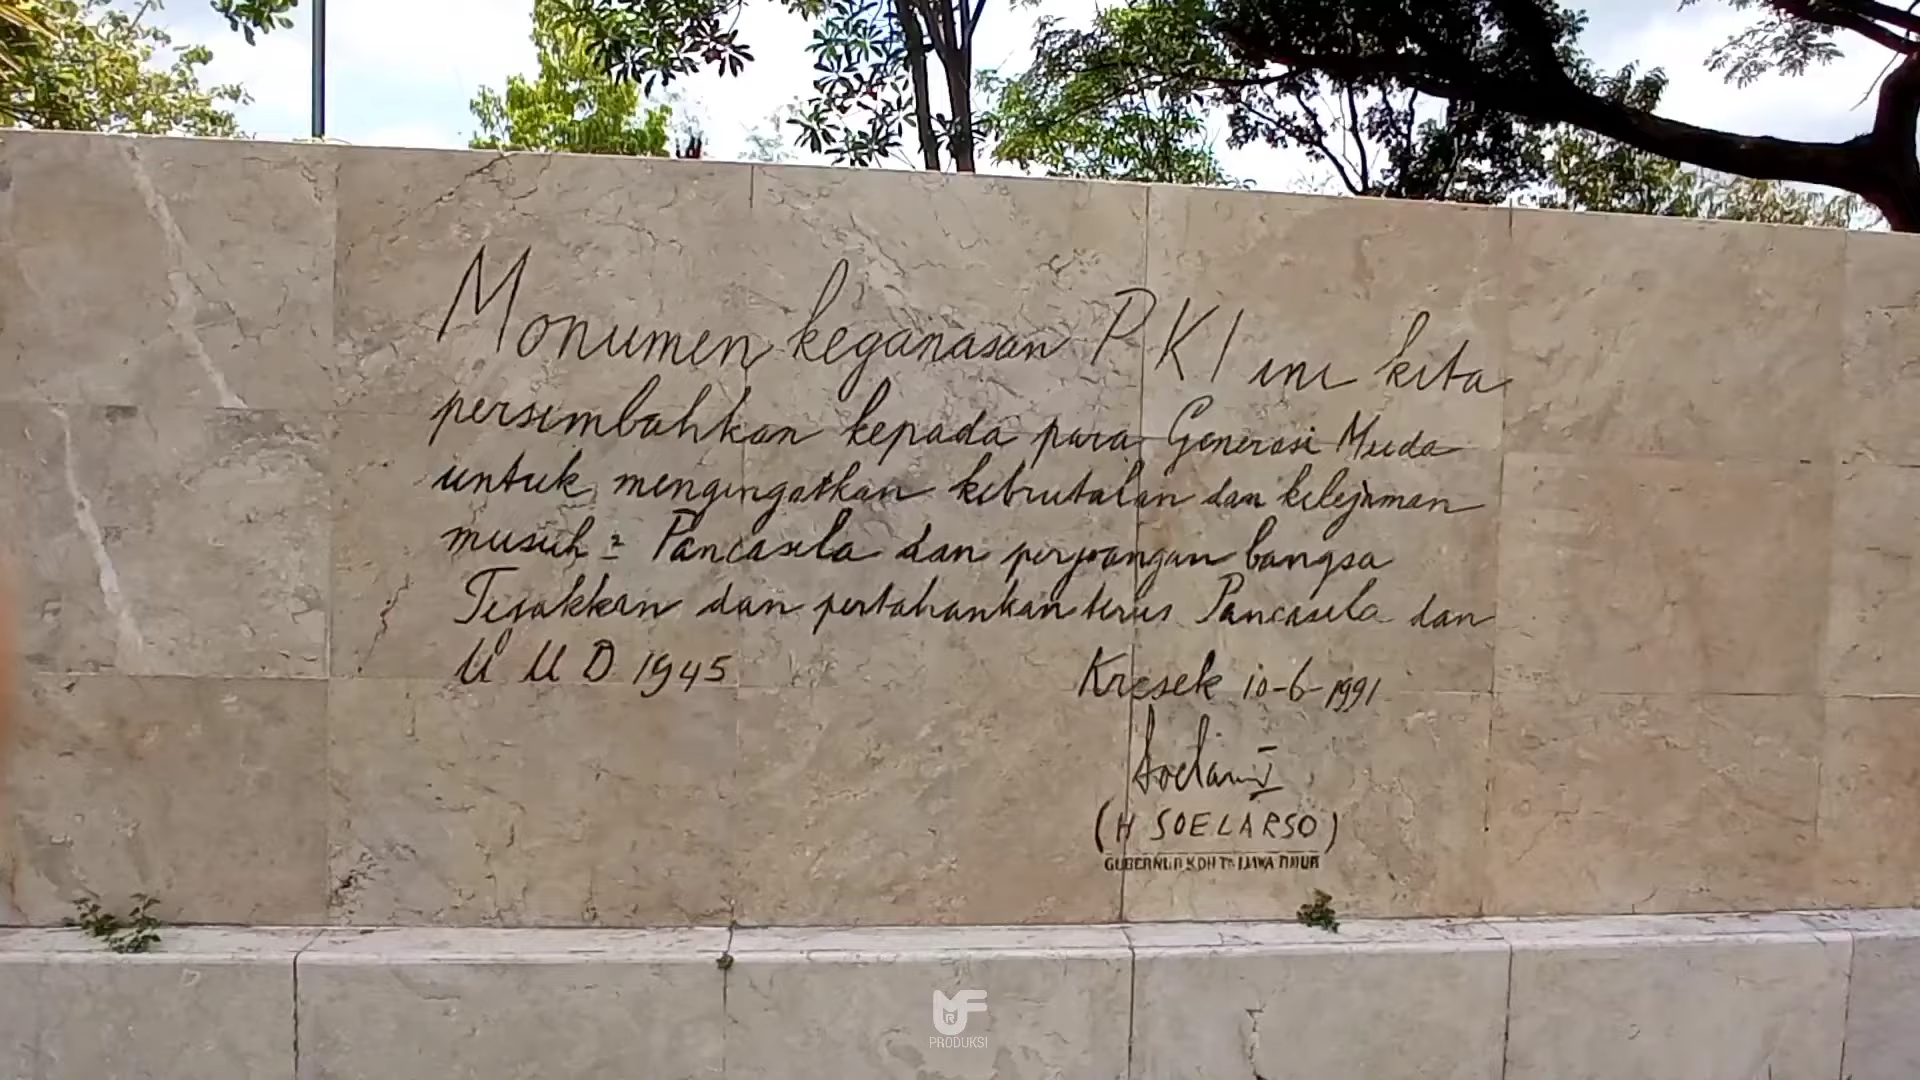 Monumen keganasan PKI ini kita
persembahkan kepada para Generasi Muda
untuk mengingatkan kebrutalan dan kekejaman
musuh2 Pancasila dan perjoangan bangsa
Tegakkan dan pertahankan terus Pancasila dan
UUD 1945
Kresek 10-6-1991
(H SOELARSO)
GUBERNUR KDH TK I JAWA TIMUR
MFR
PRODUKSI